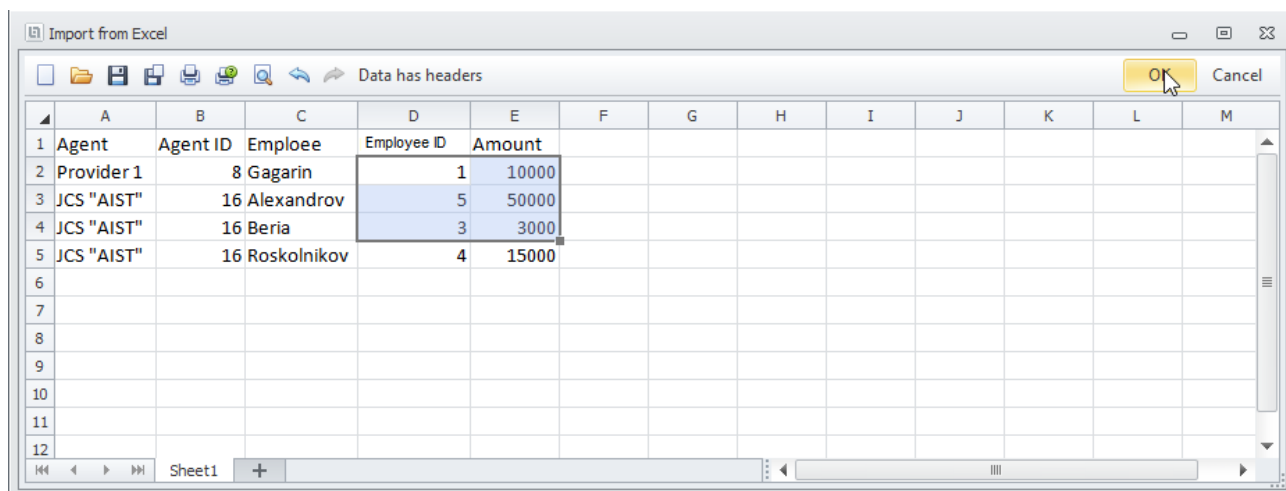 Import from Excel
Data has headers OK Cancel
A B C D E F G H I J K L M
1 Agent Agent ID Emploee Employee ID Amount
2 Provider 1 8 Gagarin 1 10000
3 JCS "AIST" 16 Alexandrov 5 50000
4 JCS "AIST" 16 Beria 3 3000
5 JCS "AIST" 16 Roskolnikov 4 15000
6
7
8
9
10
11
12
Sheet1